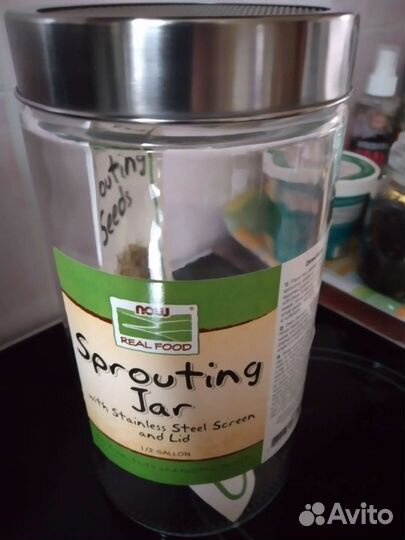 outing
Seeds
NOW
REAL FOOD
Sprouting
Jar
with Stainless Steel Screen
and Lid
1/2 GALLON
Avito